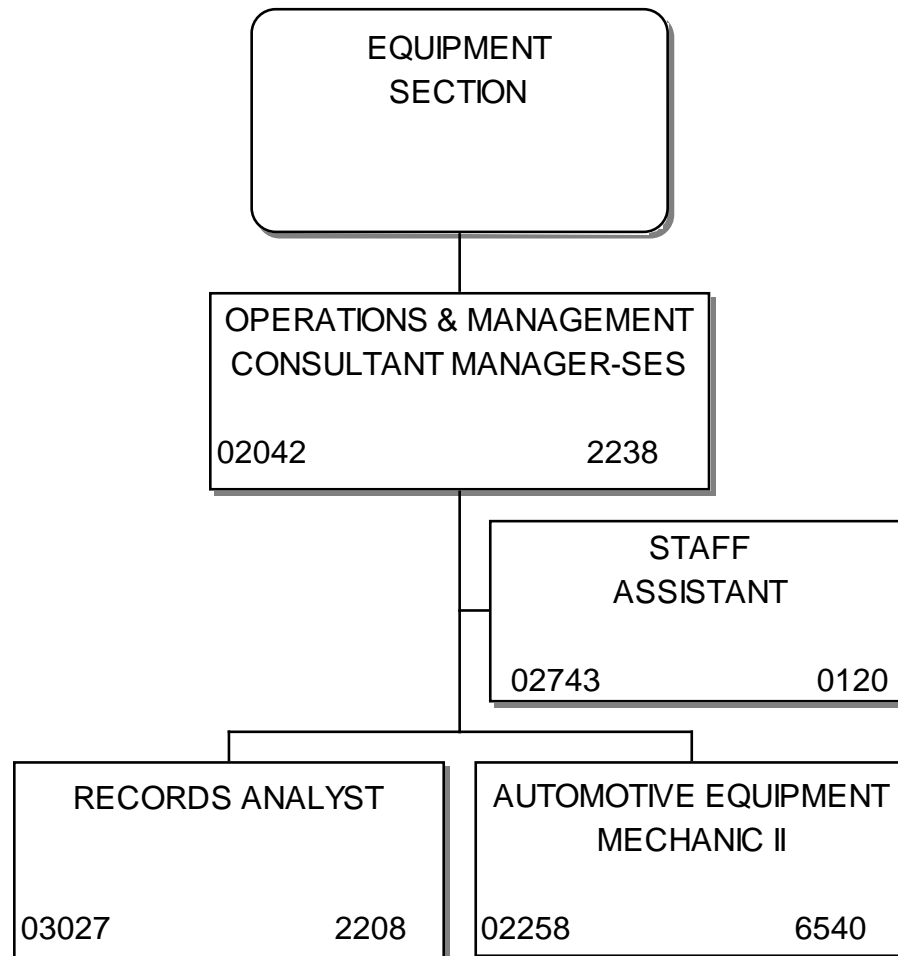 EQUIPMENT
SECTION
OPERATIONS & MANAGEMENT
CONSULTANT MANAGER-SES
02042 2238
STAFF
ASSISTANT
02743 0120
RECORDS ANALYST
03027 2208
AUTOMOTIVE EQUIPMENT
MECHANIC II
02258 6540